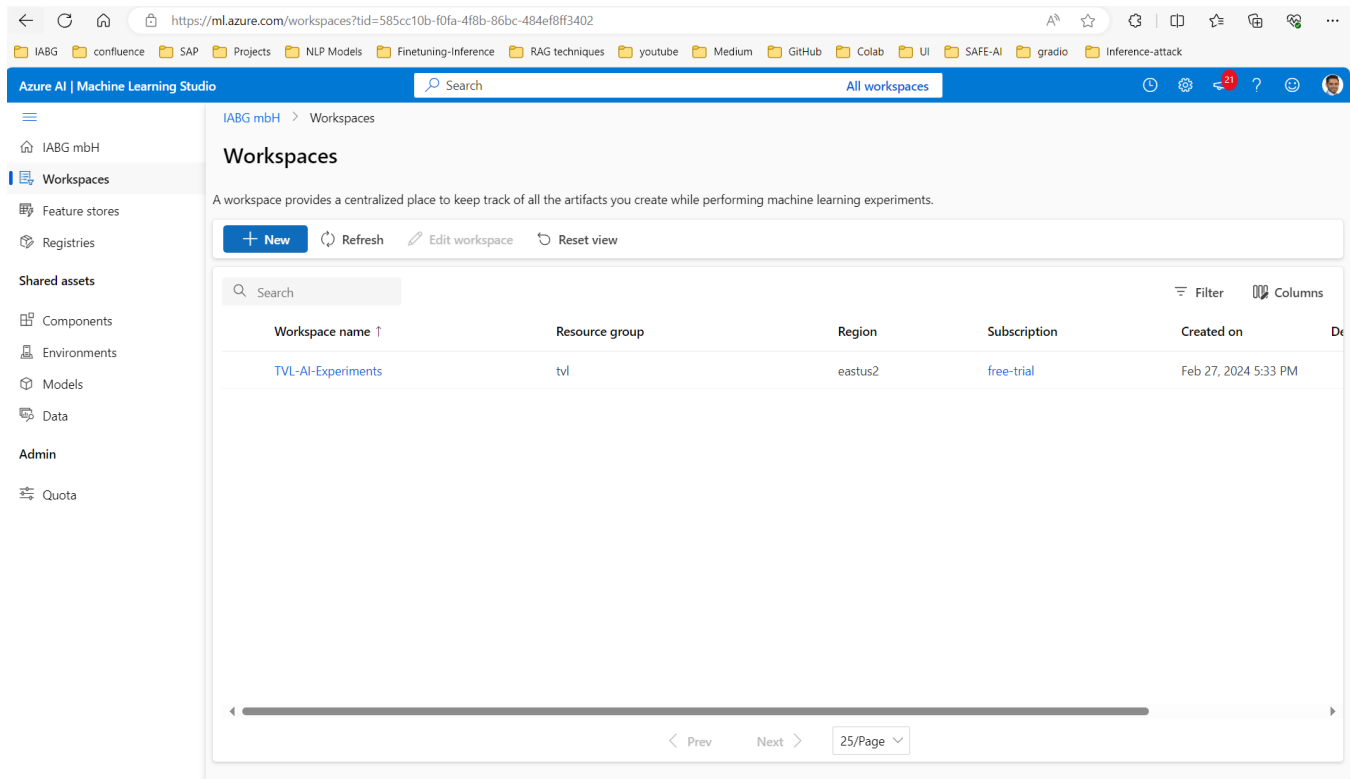 https://ml.azure.com/workspaces?tid=585cc10b-f0fa-4f8b-86bc-484ef8ff3402
IABG confluence SAP Projects NLP Models Finetuning-Inference RAG techniques youtube Medium GitHub Colab UI SAFE-AI gradio Inference-attack
Azure AI | Machine Learning Studio Search All workspaces 21
IABG mbH > Workspaces
IABG mbH
Workspaces
Workspaces
Feature stores
Registries
Shared assets
Components
Environments
Models
Data
Admin
Quota
A workspace provides a centralized place to keep track of all the artifacts you create while performing machine learning experiments.
New Refresh Edit workspace Reset view
Search Filter Columns
Workspace name ↑ Resource group Region Subscription Created on De
TVL-AI-Experiments tvl eastus2 free-trial Feb 27, 2024 5:33 PM
Prev Next 25/Page